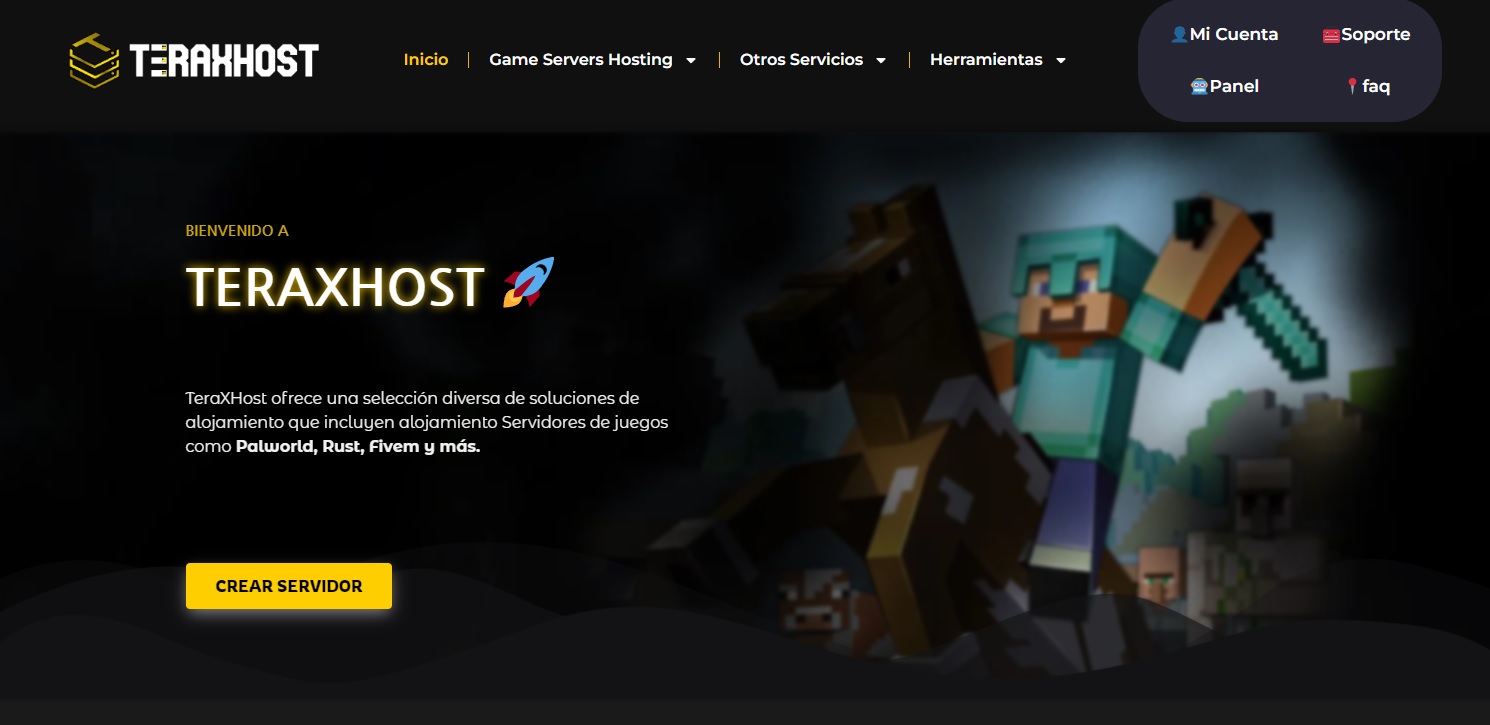 TERAXHOST
Inicio
Game Servers Hosting
Otros Servicios
Herramientas
Mi Cuenta
Soporte
Panel
faq
BIENVENIDO A
TERAXHOST
TeraXHost ofrece una selección diversa de soluciones de
alojamiento que incluyen alojamiento Servidores de juegos
como Palworld, Rust, Fivem y más.
CREAR SERVIDOR